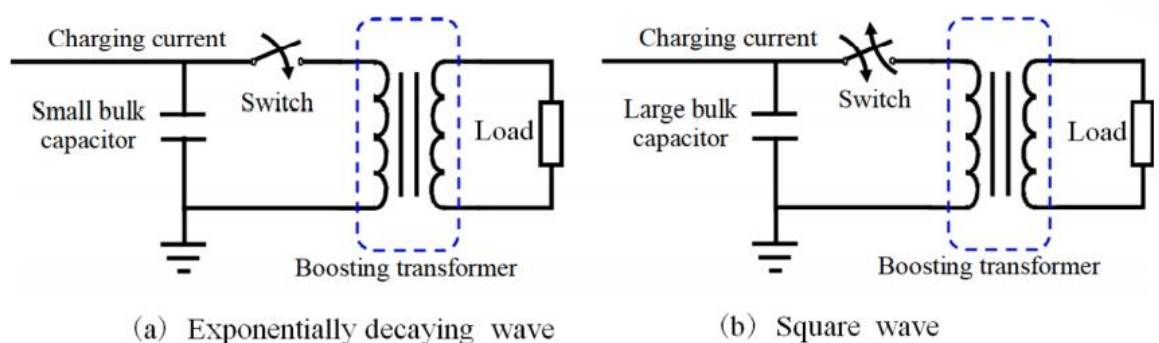 Charging current
Switch
Small bulk
capacitor
Load
Boosting transformer
(a) Exponentially decaying wave
Charging current
Switch
Large bulk
capacitor
Load
Boosting transformer
(b) Square wave